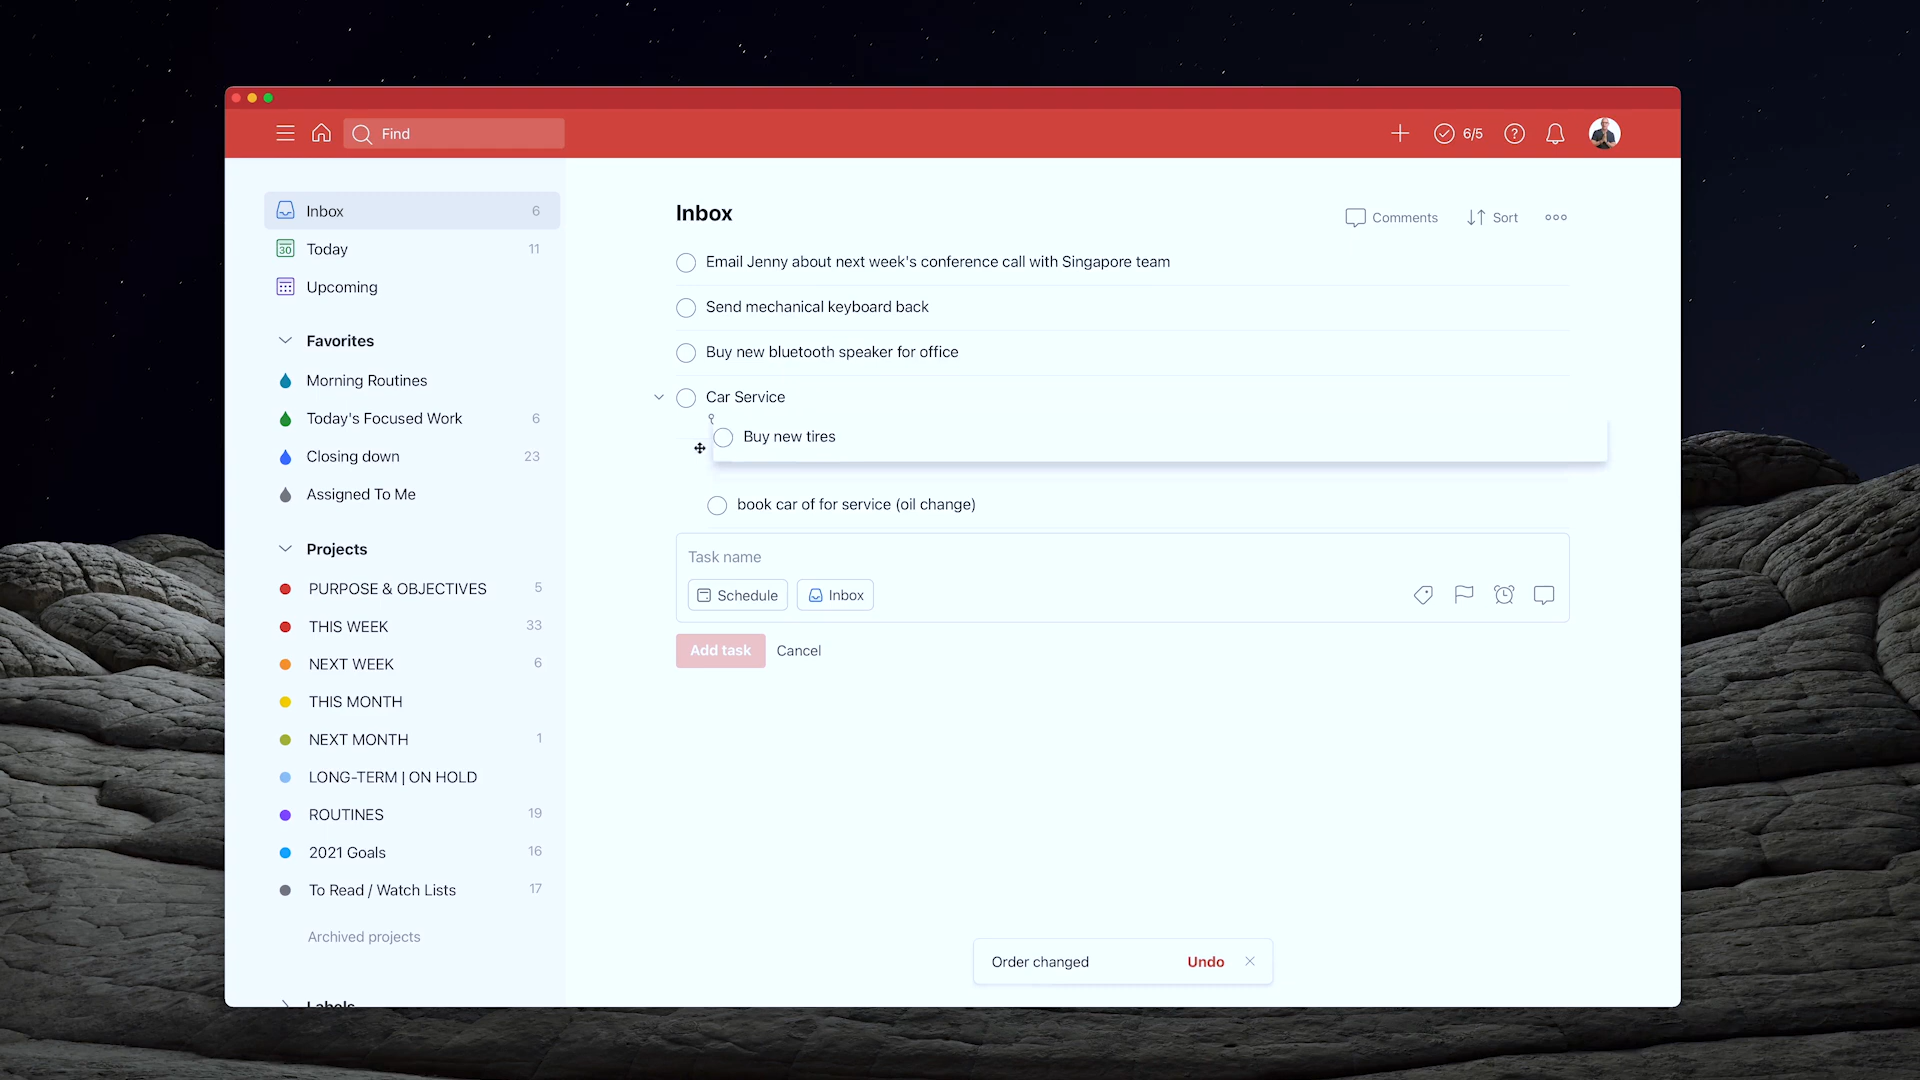 Find
6/5
Inbox 6
30 Today 11
Upcoming
Favorites
Morning Routines
Today's Focused Work 6
Closing down 23
Assigned To Me
Projects
PURPOSE & OBJECTIVES 5
THIS WEEK 33
NEXT WEEK 6
THIS MONTH
NEXT MONTH 1
LONG-TERM | ON HOLD
ROUTINES 19
2021 Goals 16
To Read / Watch Lists 17
Archived projects
Labels
Inbox
Comments Sort
Email Jenny about next week's conference call with Singapore team
Send mechanical keyboard back
Buy new bluetooth speaker for office
Car Service
Buy new tires
book car of for service (oil change)
Task name
Schedule Inbox
Add task Cancel
Order changed Undo